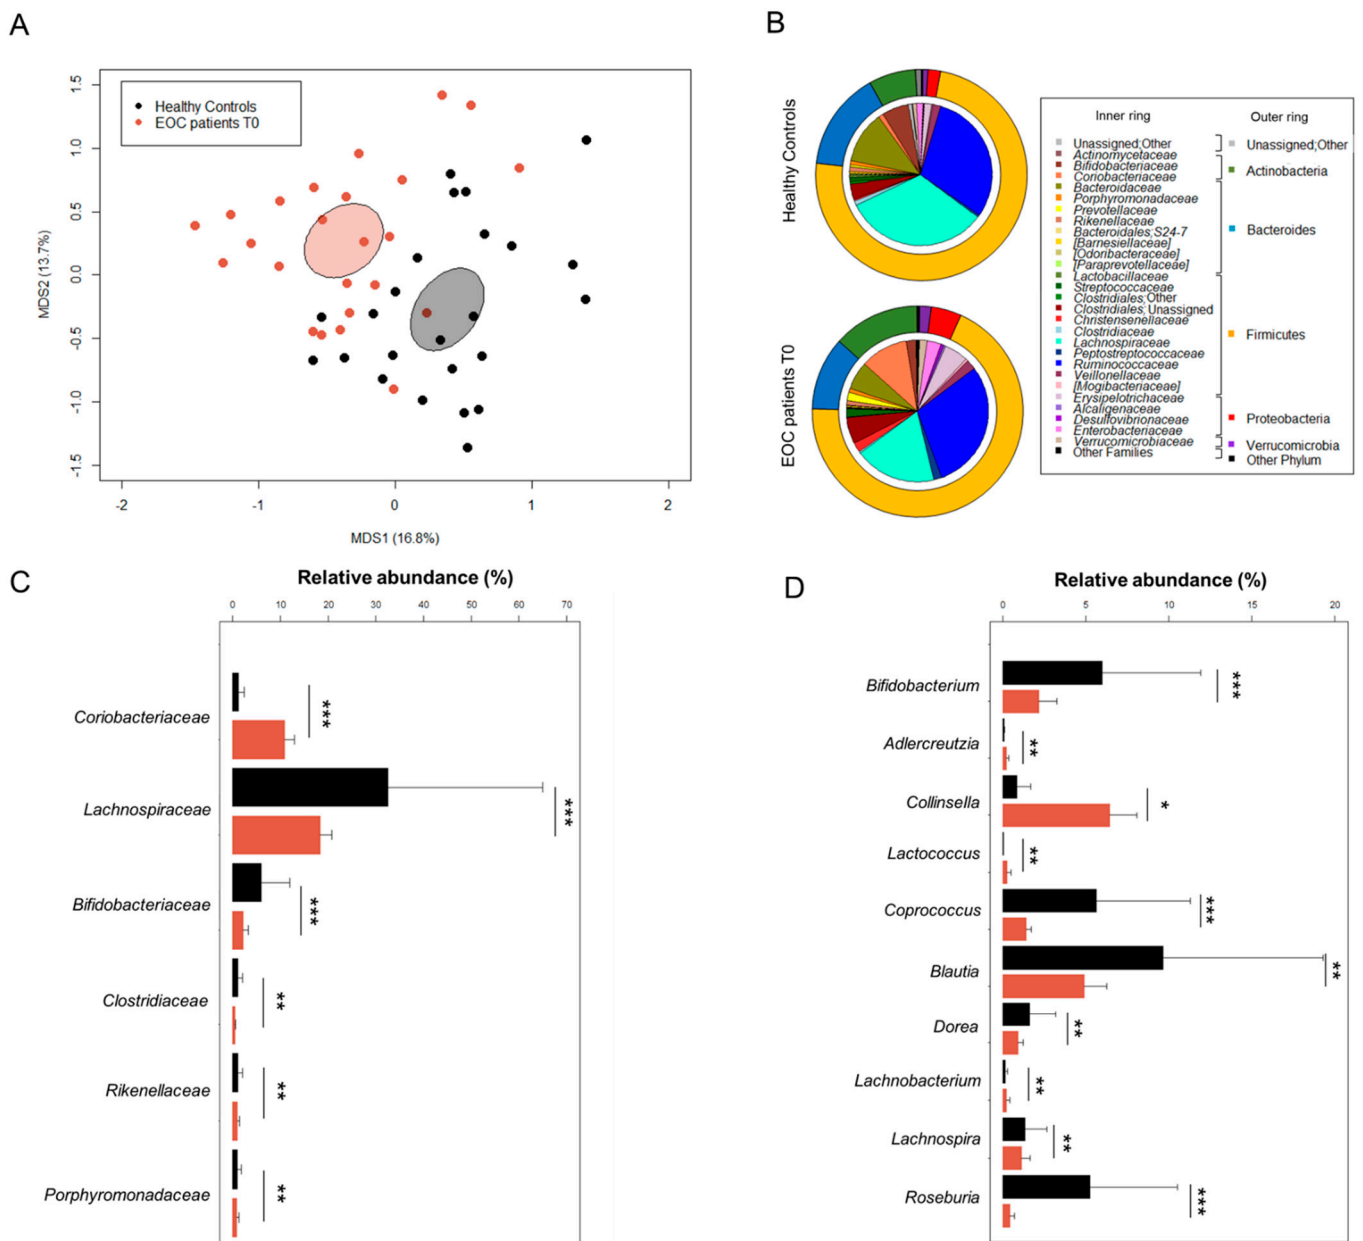 A
Healthy Controls
EOC patients T0
1.5
1.0
0.5
0.0
-0.5
-1.0
-1.5
MDS2 (13.7%)
-2
-1
0
1
2
MDS1 (16.8%)
B
Healthy Controls
EOC patients T0
Inner ring
Unassigned;Other
Actinomycetaceae
Bifidobacteriaceae
Coriobacteriaceae
Bacteroidaceae
Porphyromonadaceae
Prevotellaceae
Rikenellaceae
Bacteroidales;S24-7
[Barnesiellaceae]
[Odoribacteraceae]
[Paraprevotellaceae]
Lactobacillaceae
Streptococcaceae
Clostridiales;Other
Clostridiales;Unassigned
Christensenellaceae
Clostridiaceae
Lachnospiraceae
Peptostreptococcaceae
Ruminococcaceae
Veillonellaceae
[Mogibacteriaceae]
Erysipelotrichaceae
Alcaligenaceae
Desulfovibrionaceae
Enterobacteriaceae
Verrucomicrobiaceae
Other Families
Outer ring
Unassigned;Other
Actinobacteria
Bacteroides
Firmicutes
Proteobacteria
Verrucomicrobia
Other Phylum
C
Relative abundance (%)
0 10 20 30 40 50 60 70
Coriobacteriaceae ***
Lachnospiraceae ***
Bifidobacteriaceae ***
Clostridiaceae **
Rikenellaceae **
Porphyromonadaceae **
D
Relative abundance (%)
0 5 10 15 20
Bifidobacterium ***
Adlercreutzia **
Collinsella *
Lactococcus **
Coprococcus ***
Blautia **
Dorea **
Lachnobacterium **
Lachnospira **
Roseburia ***